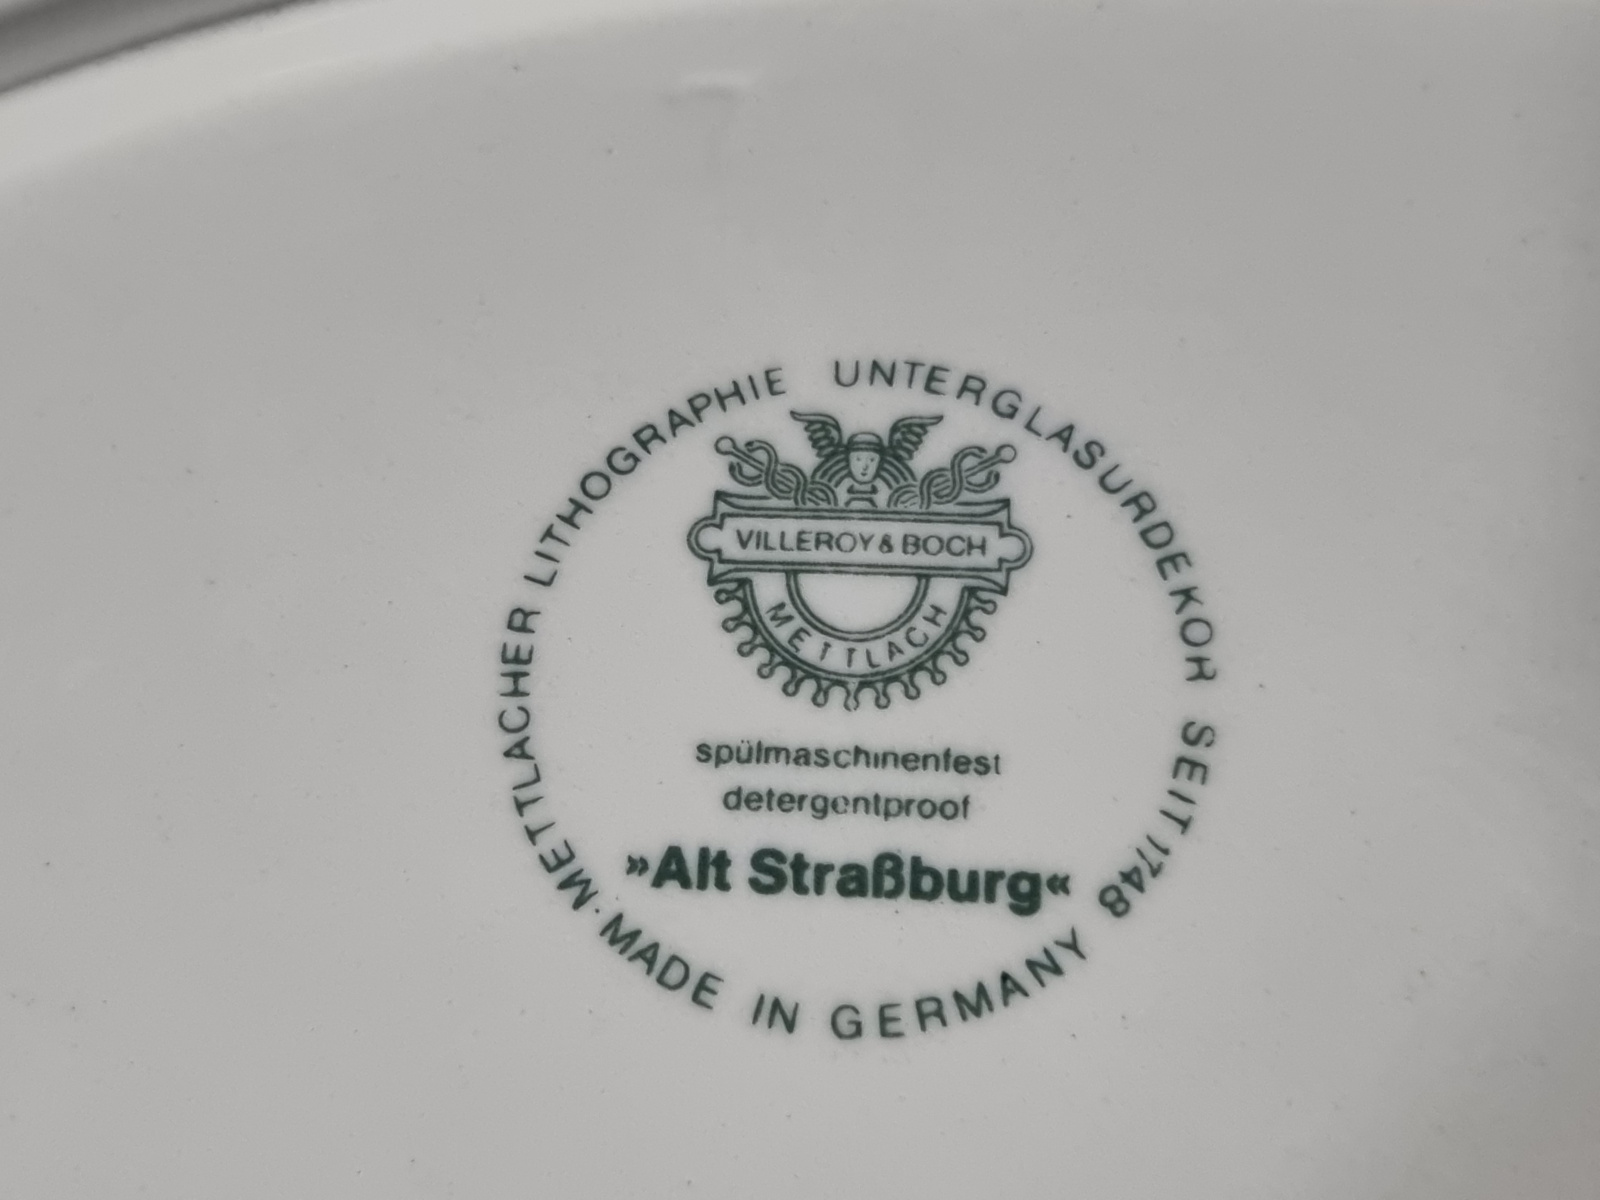 METTLACHER LITHOGRAPHIE UNTERGLASURDEKOR SEIT 1748
VILLEROY & BOCH
METTLACH
spülmaschinenfest
detergentproof
»Alt Straßburg«
· MADE IN GERMANY